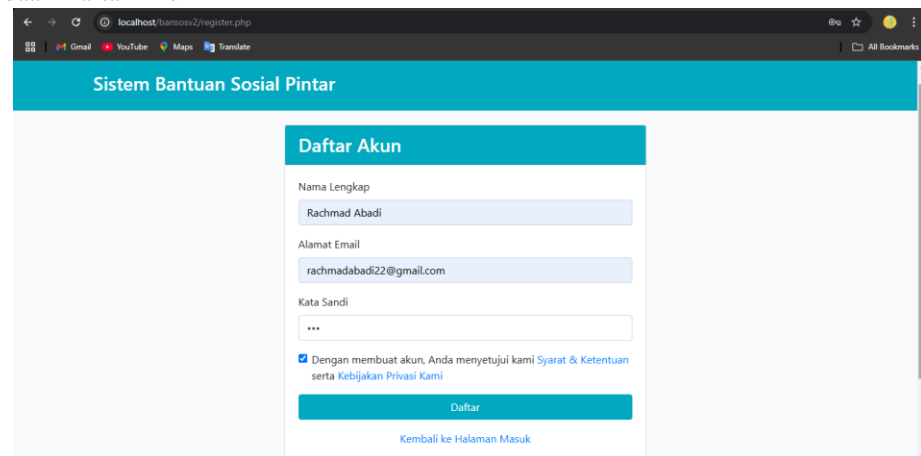 localhost/bansosv2/register.php
Gmail YouTube Maps Translate All Bookmarks
Sistem Bantuan Sosial Pintar
Daftar Akun
Nama Lengkap
Rachmad Abadi
Alamat Email
rachmadabadi22@gmail.com
Kata Sandi
•••
Dengan membuat akun, Anda menyetujui kami Syarat & Ketentuan
serta Kebijakan Privasi Kami
Daftar
Kembali ke Halaman Masuk